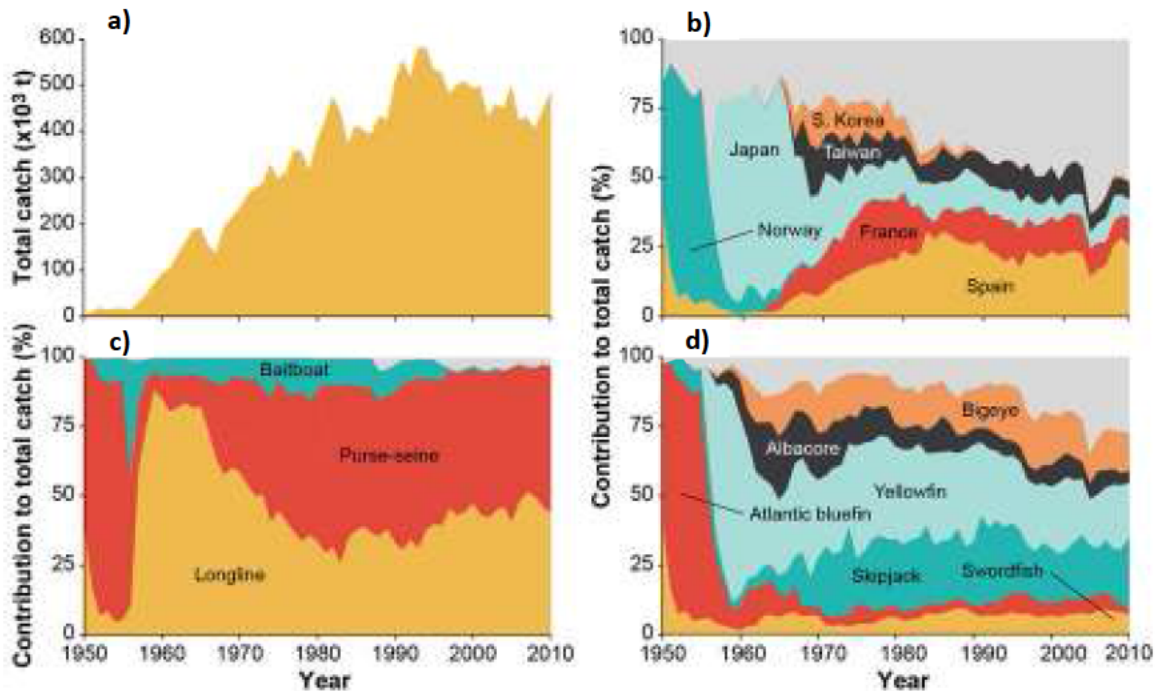 a)
Total catch (x10³ t)
600
500
400
300
200
100
0
b)
Contribution to total catch (%)
100
75
50
25
0
S. Korea
Taiwan
Japan
Norway
France
Spain
c)
Contribution to total catch (%)
100
75
50
25
0
Baitboat
Purse-seine
Longline
1950 1960 1970 1980 1990 2000 2010
Year
d)
100
75
50
25
0
Bigeye
Albacore
Yellowfin
Atlantic bluefin
Skipjack
Swordfish
1950 1960 1970 1980 1990 2000 2010
Year